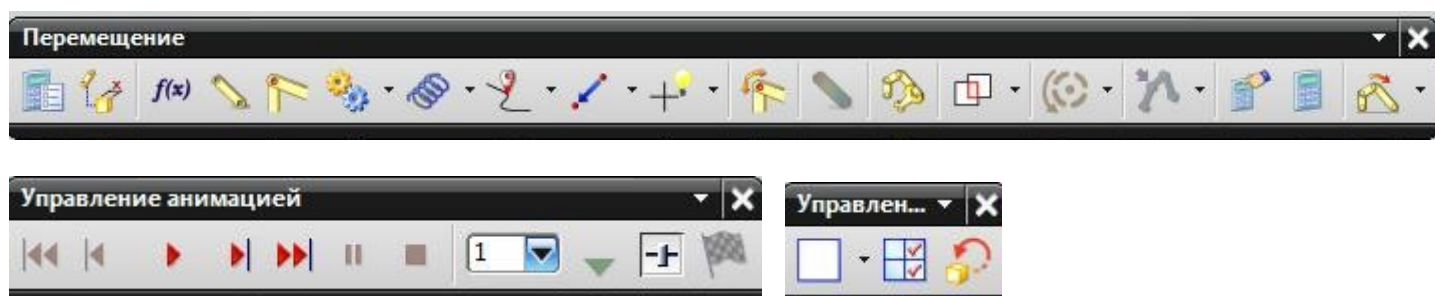 Перемещение
f(x)
Управление анимацией
1
Управлен...